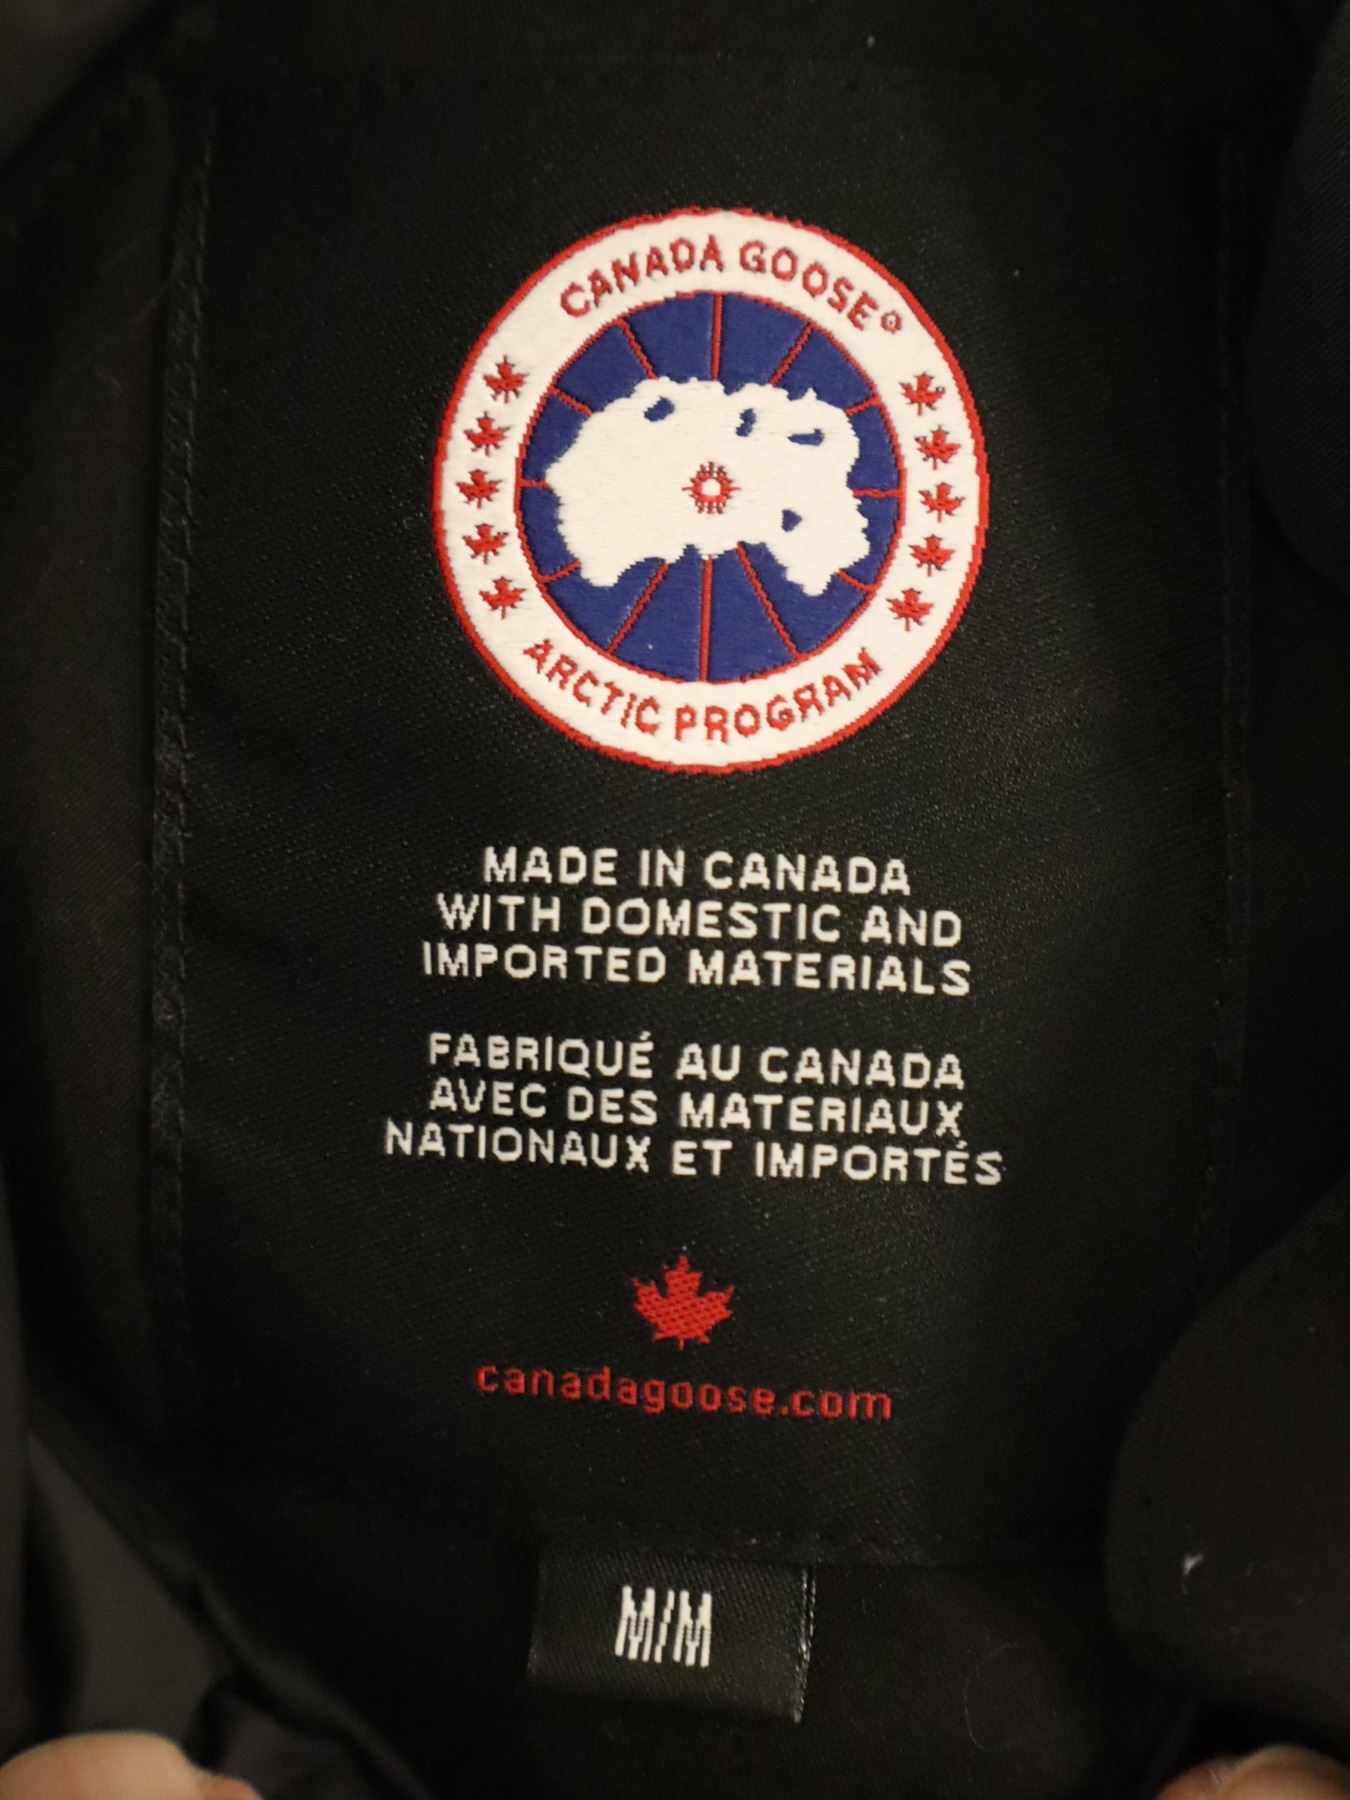 CANADA GOOSE®
ARCTIC PROGRAM
MADE IN CANADA
WITH DOMESTIC AND
IMPORTED MATERIALS
FABRIQUÉ AU CANADA
AVEC DES MATERIAUX
NATIONAUX ET IMPORTÉS
canadagoose.com
M/M